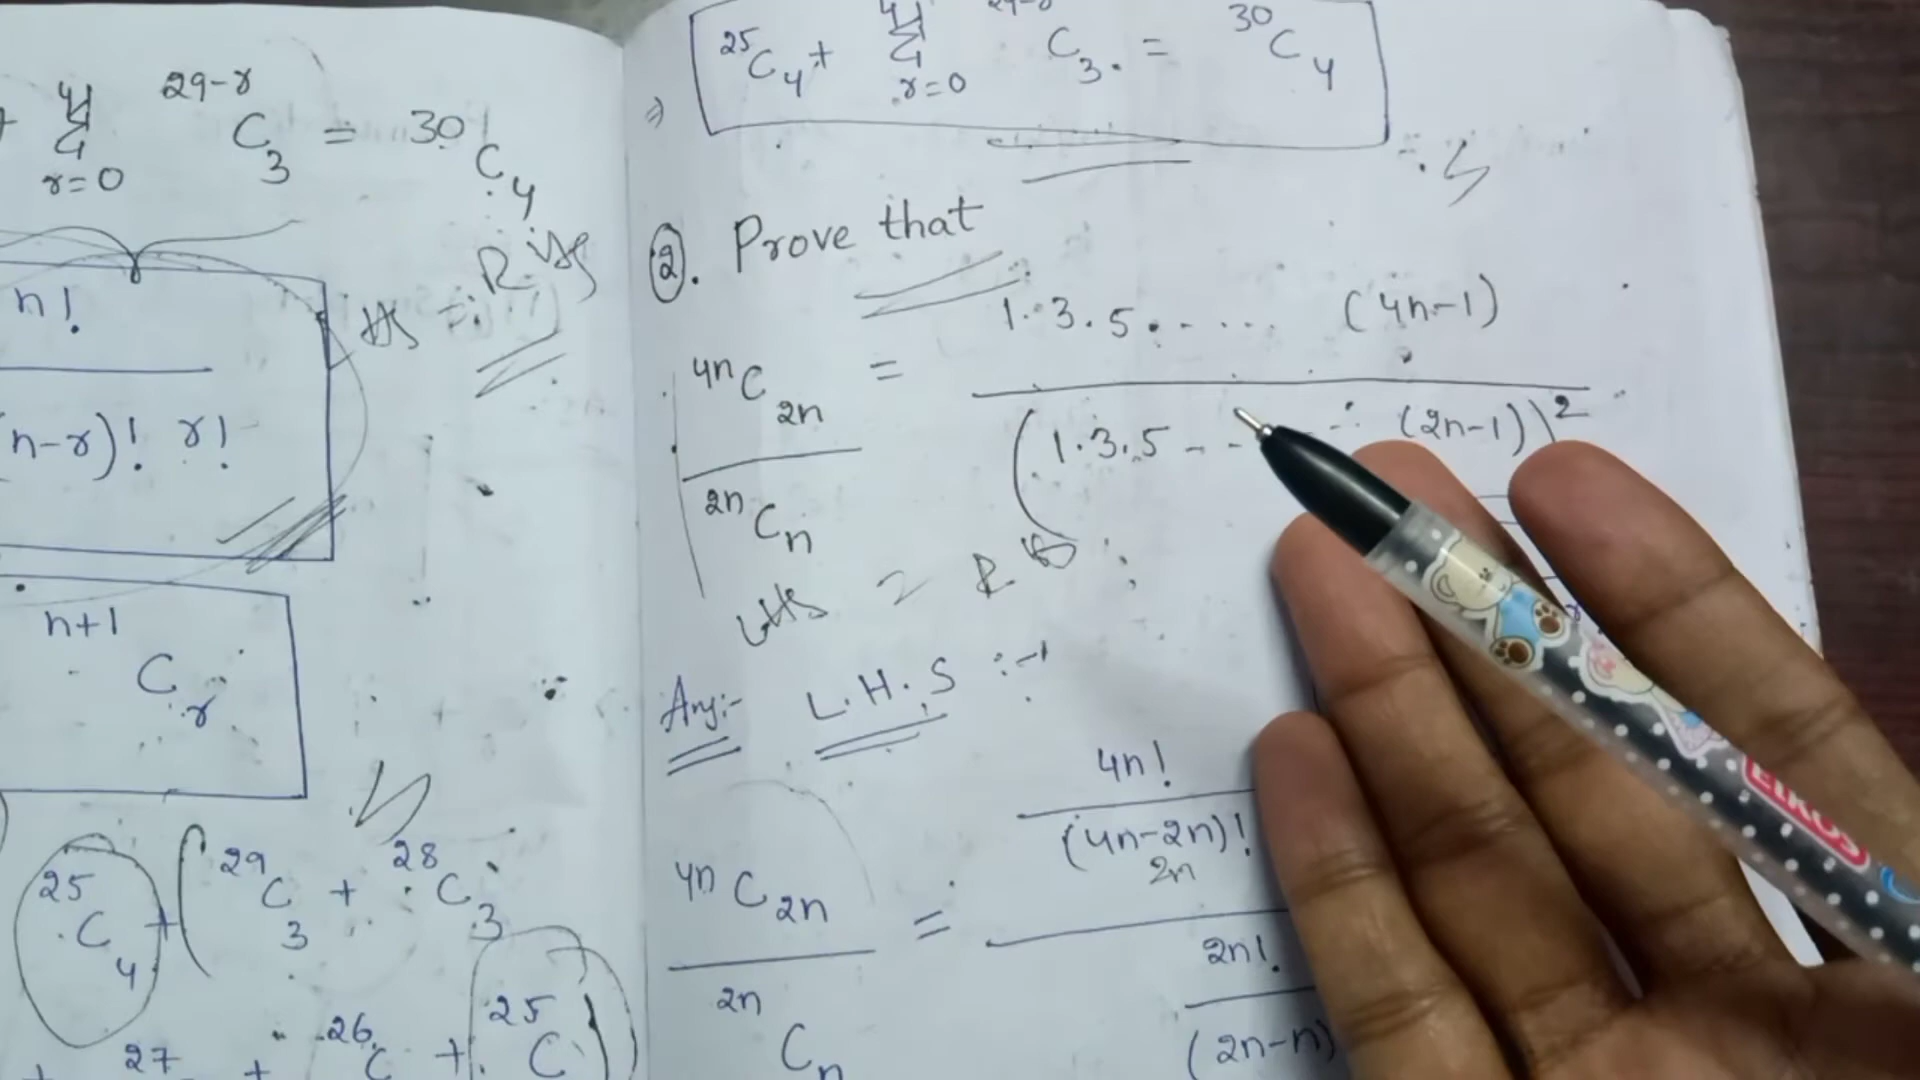 4
Σ 29-r C 3 = 30 C 4
r=0
R
n!
(n-r)! r!
n+1 C r
25 C 4 + ( 29 C 3 + 28 C 3
+ 27 + 26 C + 25 C
⇒ 25 C 4 + 4 Σ r=0 29-r C 3 . = 30 C 4
②. Prove that
4n C 2n / 2n C n = 1.3.5..... (4n-1) / (1.3.5----- (2n-1))²
LHS = R
Ans:- L.H.S :-
4n C 2n / 2n C n = 4n! / (4n-2n)!
2n
2n!
(2n-n)